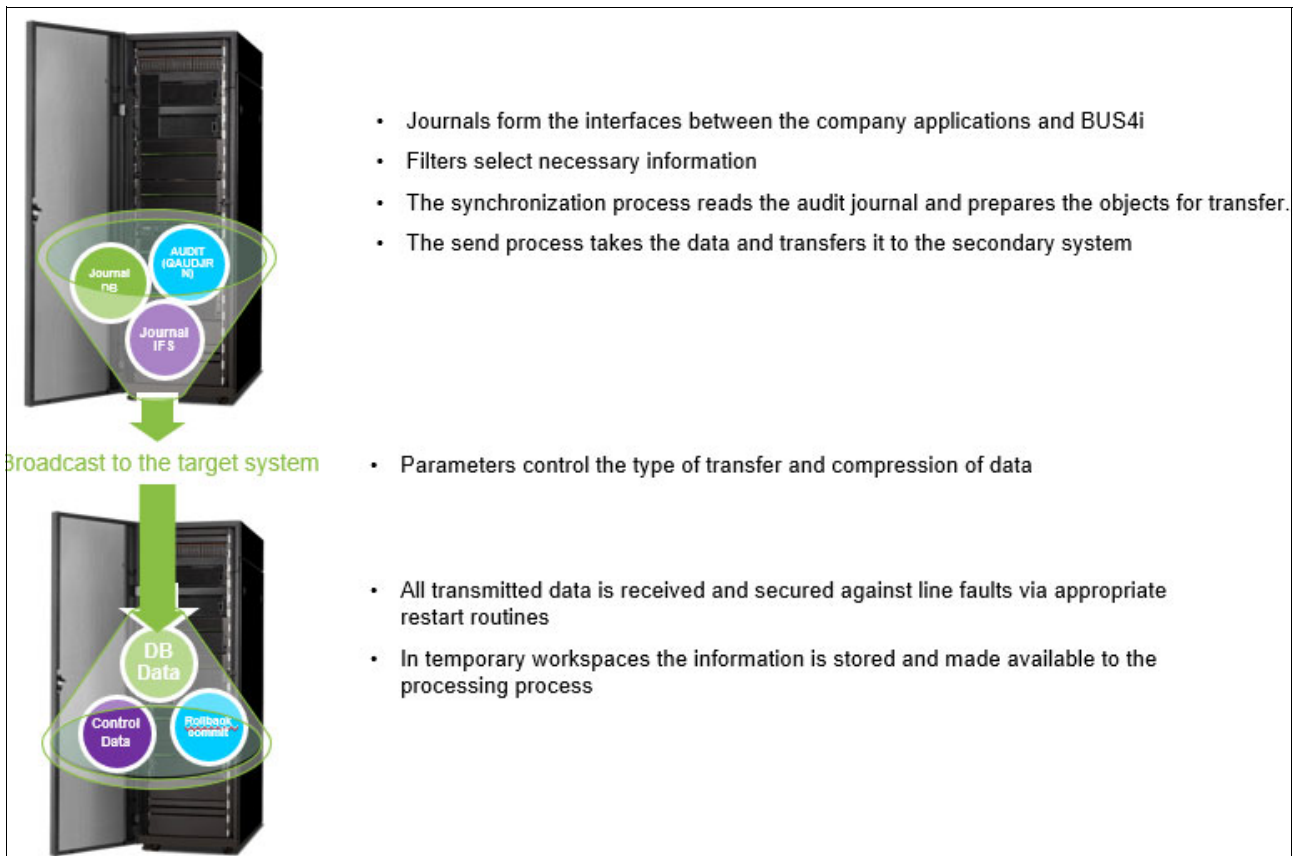 • Journals form the interfaces between the company applications and BUS4i
• Filters select necessary information
• The synchronization process reads the audit journal and prepares the objects for transfer.
• The send process takes the data and transfers it to the secondary system
AUDIT
(QAUDJR
N)
Journal
DB
Journal
IFS
Broadcast to the target system
• Parameters control the type of transfer and compression of data
• All transmitted data is received and secured against line faults via appropriate
restart routines
• In temporary workspaces the information is stored and made available to the
processing process
DB
Data
Control
Data
Rollback
commit